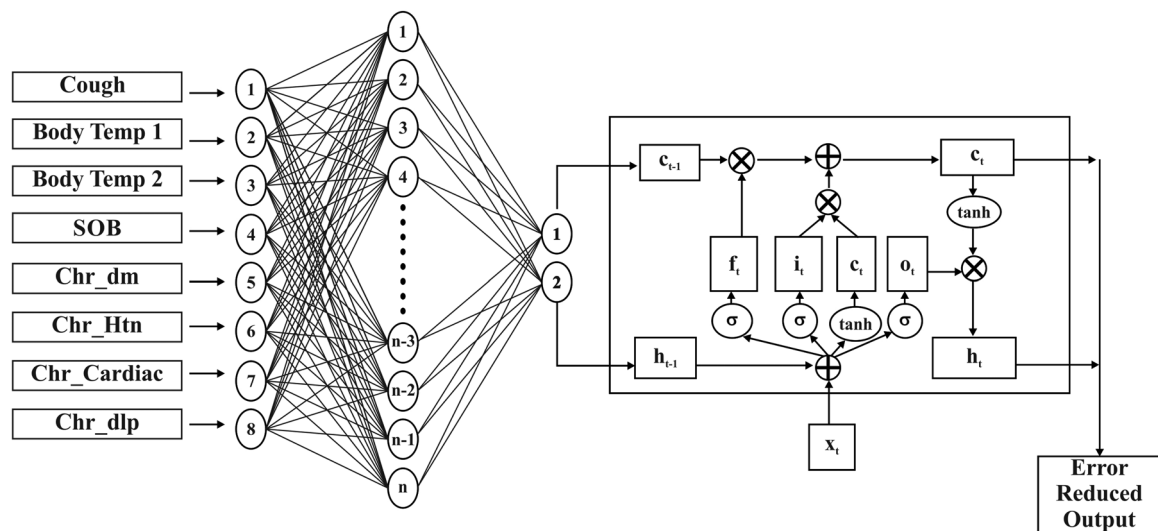 Cough
Body Temp 1
Body Temp 2
SOB
Chr_dm
Chr_Htn
Chr_Cardiac
Chr_dlp
1
2
3
4
5
6
7
8
1
2
3
4
n-3
n-2
n-1
n
1
2
c_t-1
c_t
tanh
f_t
i_t
c_t
o_t
σ
σ
tanh
σ
h_t-1
h_t
x_t
Error
Reduced
Output